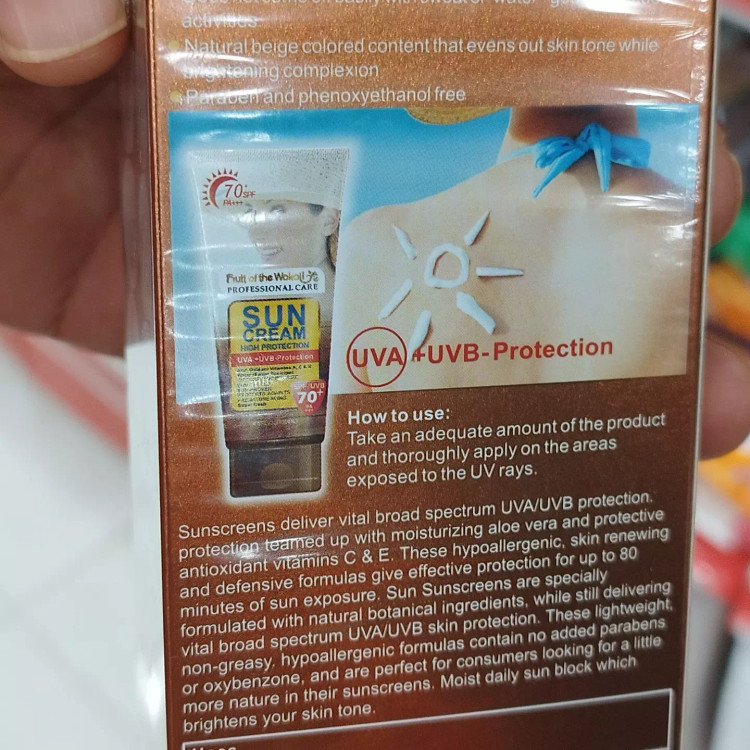 activities
Natural beige colored content that evens out skin tone while
brightening complexion
Paraben and phenoxyethanol free
70+ SPF
PA+++
Fruit of the Wokali
PROFESSIONAL CARE
SUN
CREAM
HIGH PROTECTION
UVA+UVB-Protection
SPF/UVB
70+
UVA+UVB-Protection
How to use:
Take an adequate amount of the product
and thoroughly apply on the areas
exposed to the UV rays.
Sunscreens deliver vital broad spectrum UVA/UVB protection.
protection teamed up with moisturizing aloe vera and protective
antioxidant vitamins C & E. These hypoallergenic, skin renewing
and defensive formulas give effective protection for up to 80
minutes of sun exposure. Sun Sunscreens are specially
formulated with natural botanical ingredients, while still delivering
vital broad spectrum UVA/UVB skin protection. These lightweight,
non-greasy, hypoallergenic formulas contain no added parabens
or oxybenzone, and are perfect for consumers looking for a little
more nature in their sunscreens. Moist daily sun block which
brightens your skin tone.